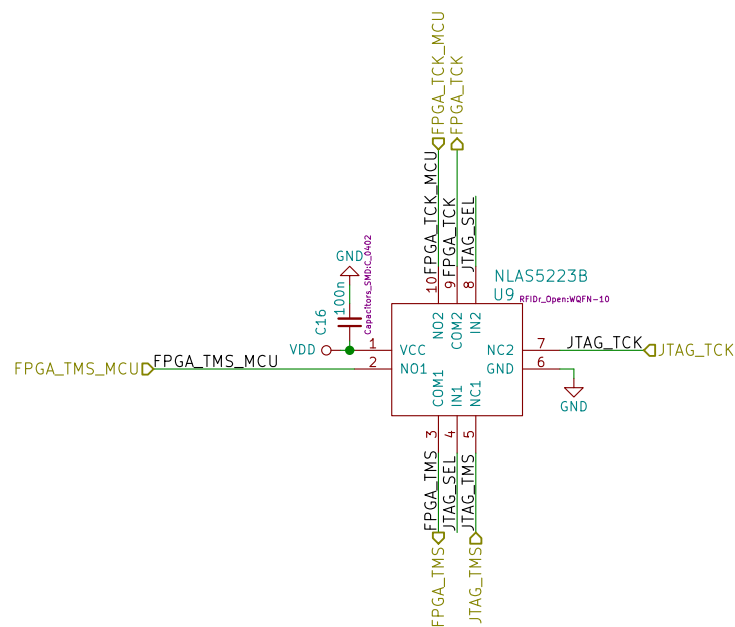 FPGA_TCK_MCU
FPGA_TCK
FPGA_TCK_MCU
FPGA_TCK
JTAG_SEL
10
9
8
GND
100n
C16
Capacitors_SMD:C_0402
NLAS5223B
U9
RFIDr_Open:WQFN-10
NO2
COM2
IN2
VDD
1
VCC
NC2
7
JTAG_TCK
JTAG_TCK
FPGA_TMS_MCU
FPGA_TMS_MCU
2
NO1
GND
6
GND
COM1
IN1
NC1
3
4
5
FPGA_TMS
JTAG_SEL
JTAG_TMS
FPGA_TMS
JTAG_TMS